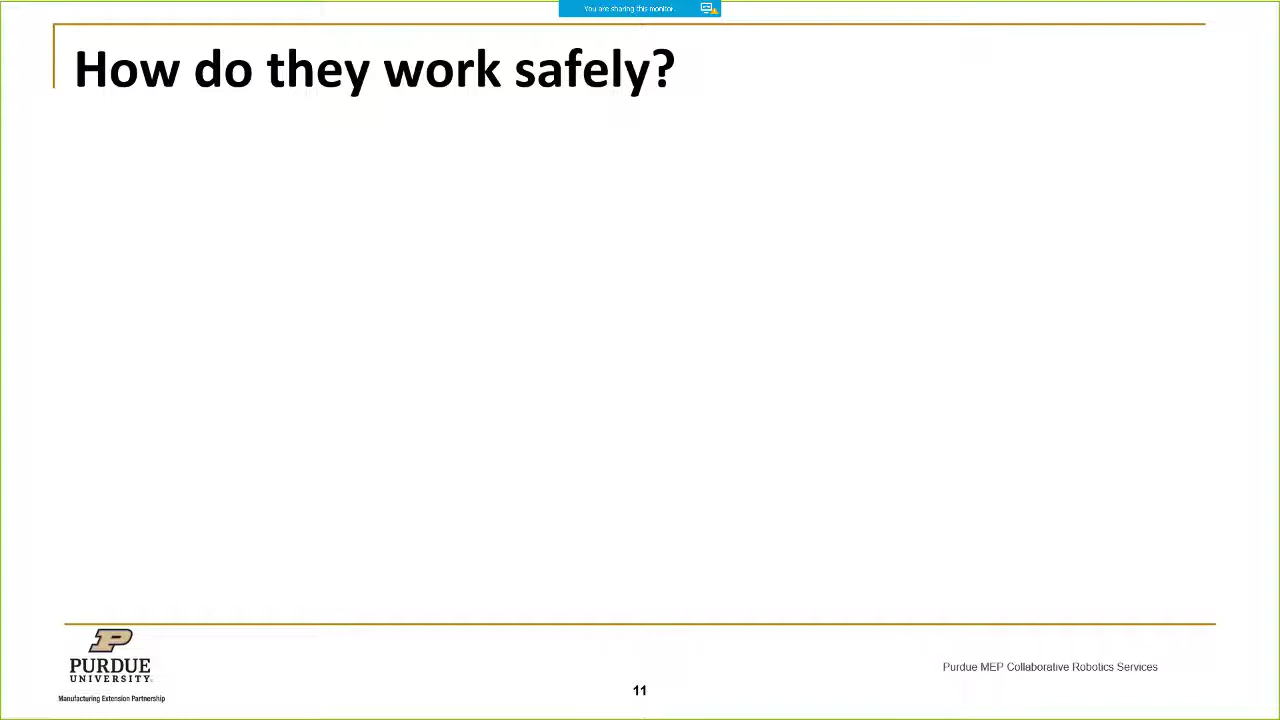 You are sharing this monitor.
How do they work safely?
P
PURDUE
UNIVERSITY.
Manufacturing Extension Partnership
11
Purdue MEP Collaborative Robotics Services